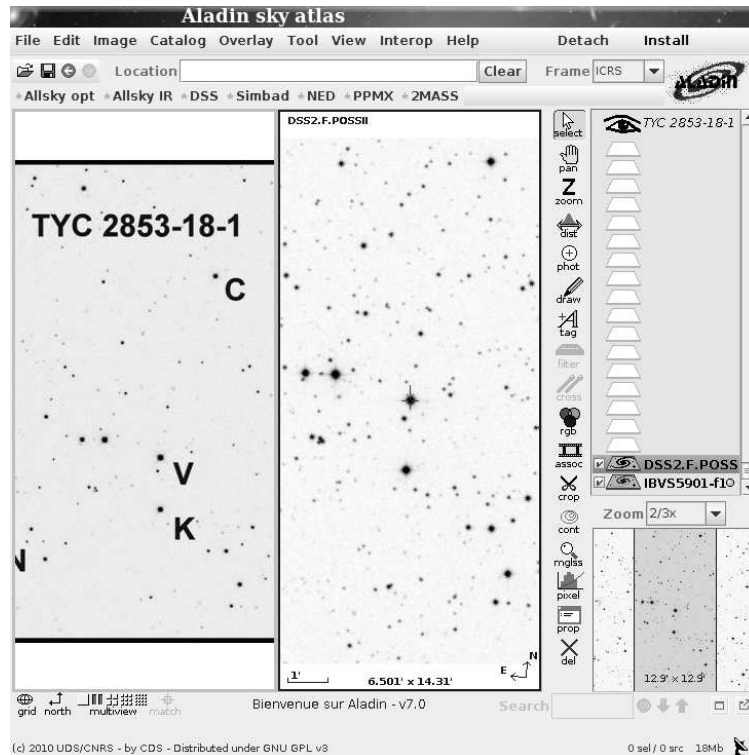 Aladin sky atlas
File Edit Image Catalog Overlay Tool View Interop Help Detach Install
Location Clear Frame ICRS
Aladin
Allsky opt Allsky IR DSS Simbad NED PPMX 2MASS
TYC 2853-18-1
C
V
K
N
DSS2.F.POSSII
1'
6.501' x 14.31'
E
N
select
pan
zoom
dist
phot
draw
tag
filter
cross
rgb
assoc
crop
cont
mglss
pixel
prop
del
TYC 2853-18-1
DSS2.F.POSS
IBVS5901-f1
Zoom 2/3x
12.9' x 12.9'
grid north multiview match
Bienvenue sur Aladin - v7.0
Search
(c) 2010 UDS/CNRS - by CDS - Distributed under GNU GPL v3
0 sel / 0 src 18Mb